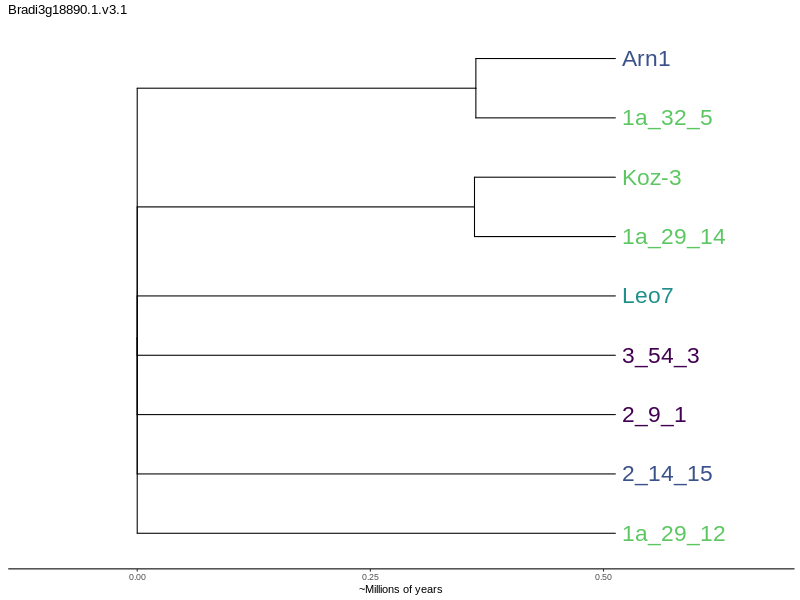 Bradi3g18890.1.v3.1
Arn1
1a_32_5
Koz-3
1a_29_14
Leo7
3_54_3
2_9_1
2_14_15
1a_29_12
0.00 0.25 0.50
~Millions of years